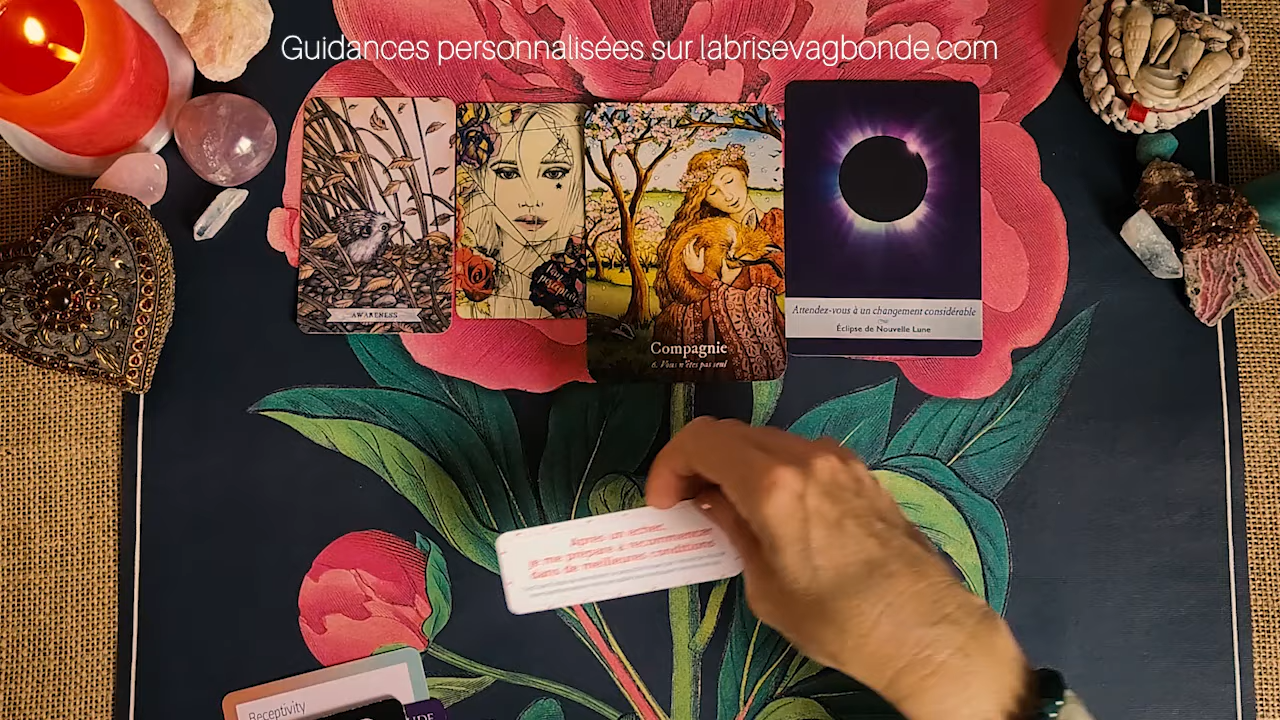 Guidances personnalisées sur labrisevagbonde.com
AWARENESS
Compagnie
6. Vous n'êtes pas seul
Attendez-vous à un changement considérable
Éclipse de Nouvelle Lune
Après un échec,
je me prépare à recommencer
dans de meilleures conditions
Receptivity